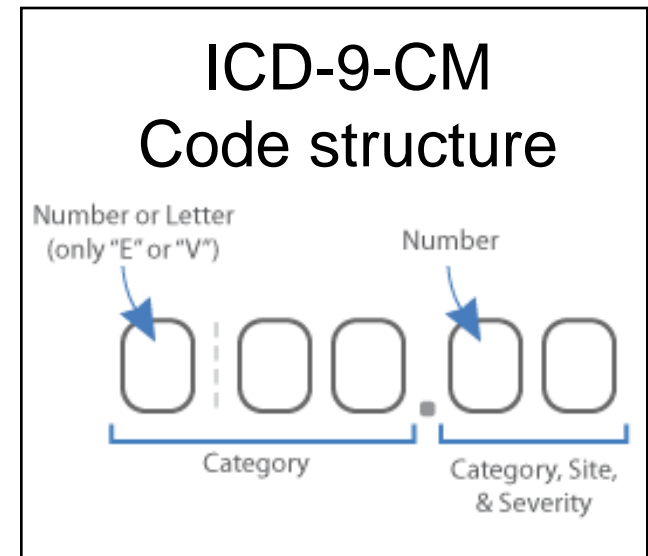 ICD-9-CM
Code structure
Number or Letter
(only "E" or "V")
Number
Category
Category, Site,
& Severity